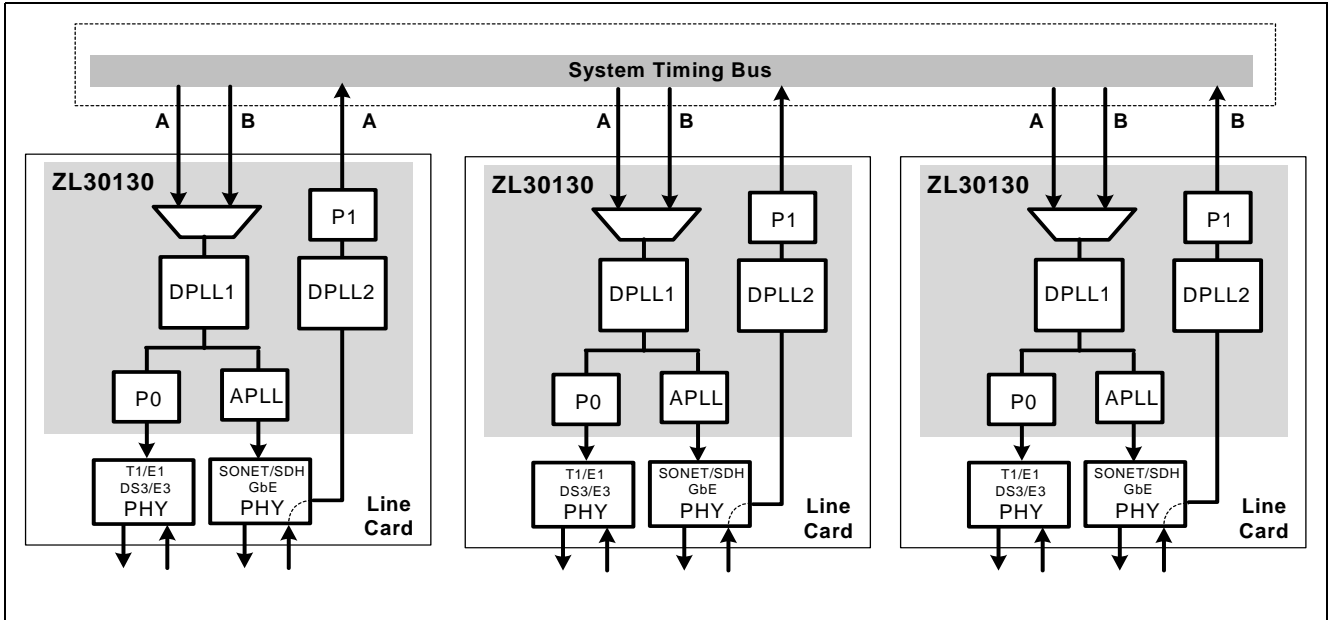 System Timing Bus
A B A
A B
A B B
ZL30130
P1
DPLL1
DPLL2
P0
APLL
T1/E1
DS3/E3
PHY
SONET/SDH
GbE
PHY
Line
Card
ZL30130
P1
DPLL1
DPLL2
P0
APLL
T1/E1
DS3/E3
PHY
SONET/SDH
GbE
PHY
Line
Card
ZL30130
P1
DPLL1
DPLL2
P0
APLL
T1/E1
DS3/E3
PHY
SONET/SDH
GbE
PHY
Line
Card